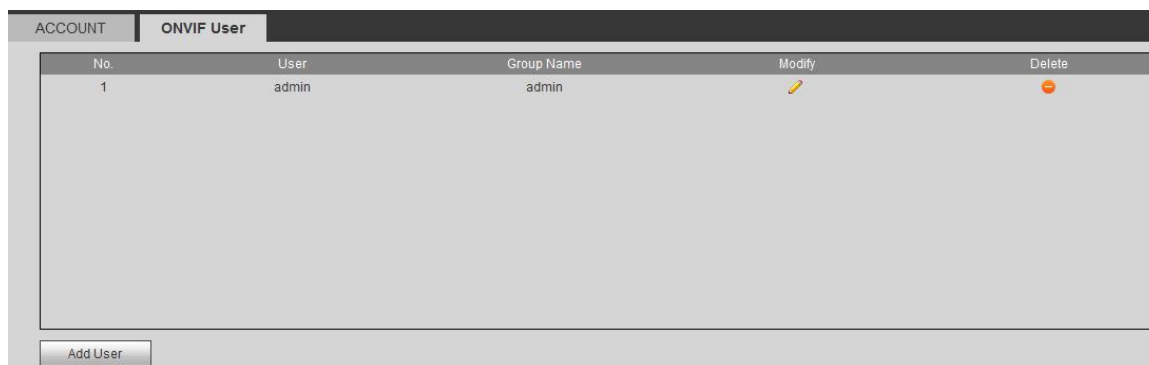 ACCOUNT ONVIF User
No. User Group Name Modify Delete
1 admin admin
Add User